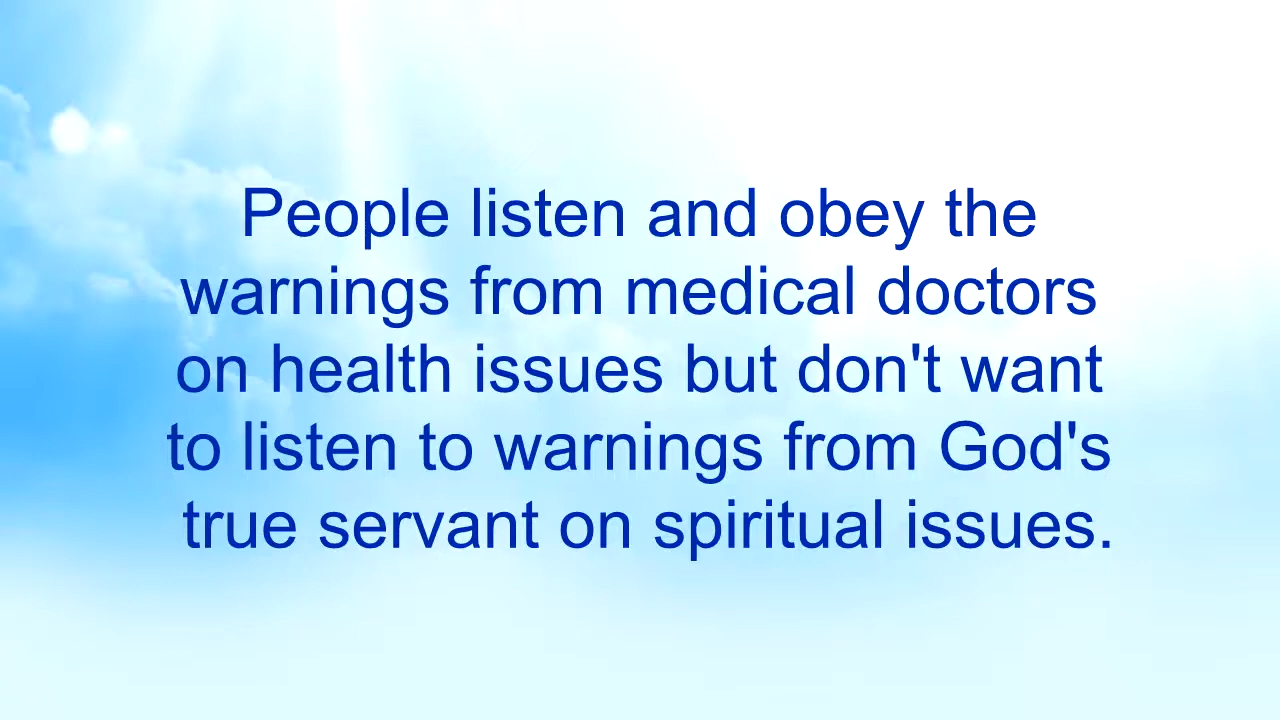 People listen and obey the
warnings from medical doctors
on health issues but don't want
to listen to warnings from God's
true servant on spiritual issues.